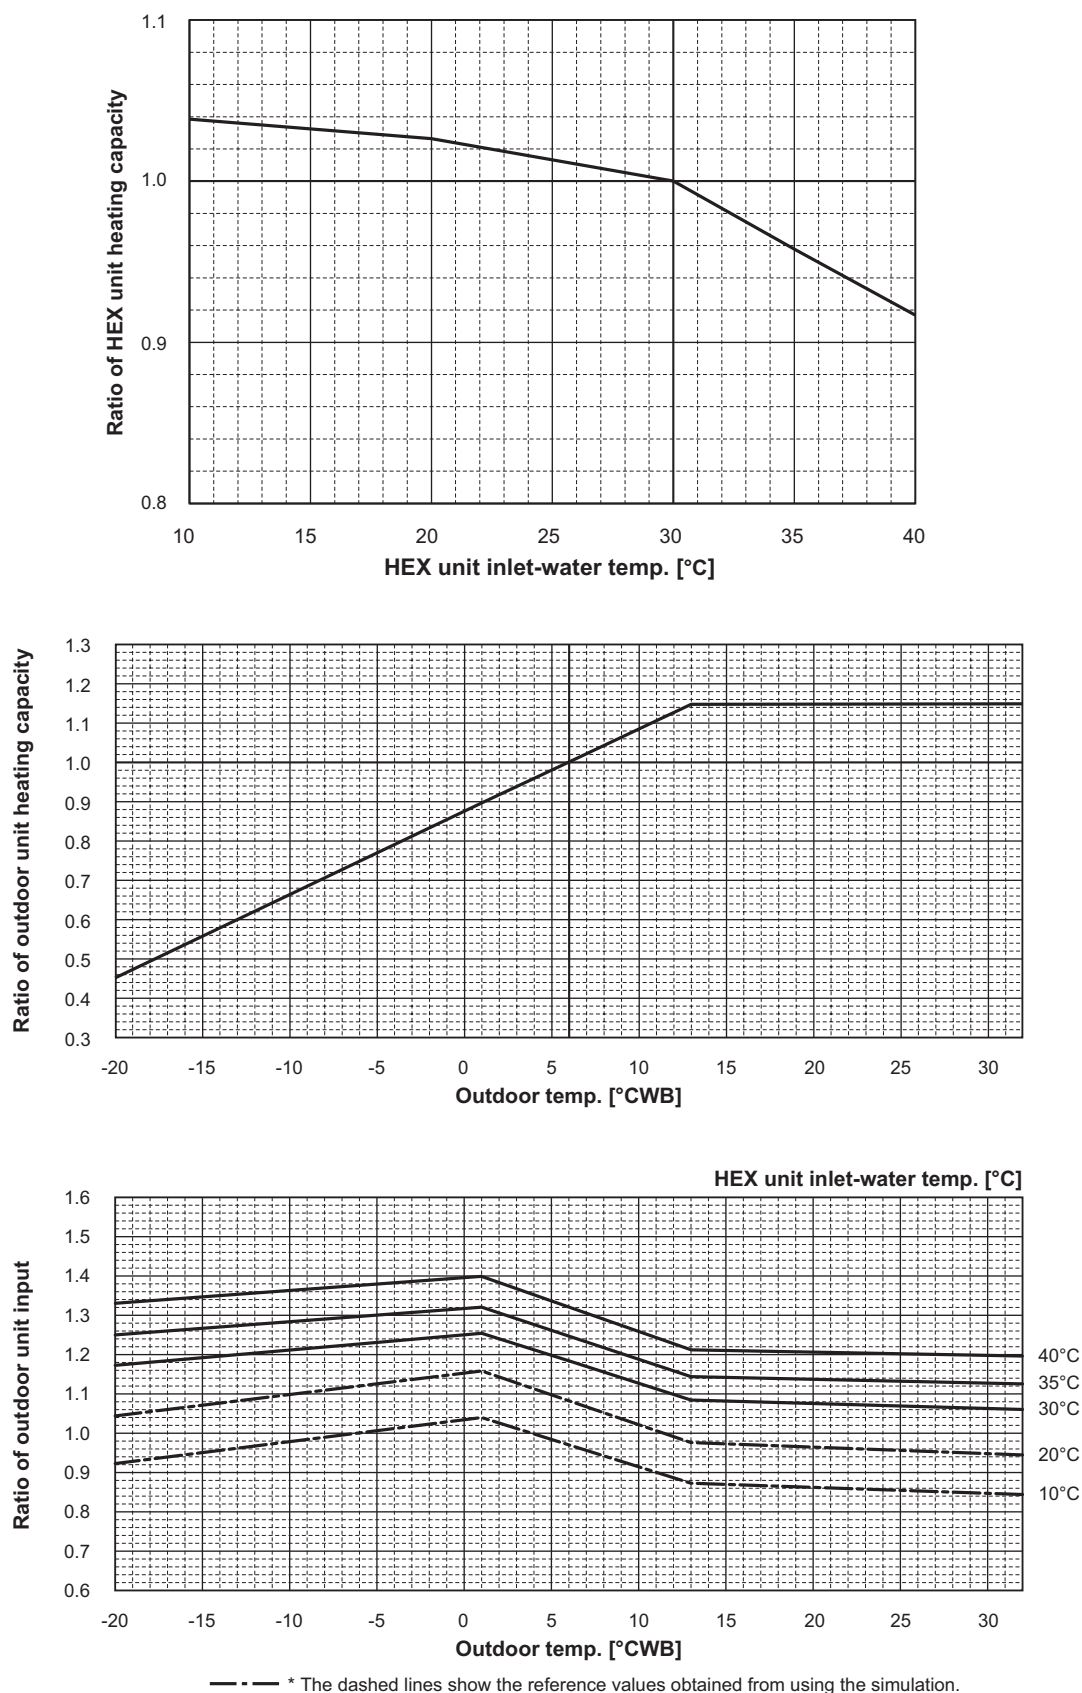 Ratio of HEX unit heating capacity
1.1
1.0
0.9
0.8
10 15 20 25 30 35 40
HEX unit inlet-water temp. [°C]
Ratio of outdoor unit heating capacity
1.3
1.2
1.1
1.0
0.9
0.8
0.7
0.6
0.5
0.4
0.3
-20 -15 -10 -5 0 5 10 15 20 25 30
Outdoor temp. [°CWB]
HEX unit inlet-water temp. [°C]
Ratio of outdoor unit input
1.6
1.5
1.4
1.3
1.2
1.1
1.0
0.9
0.8
0.7
0.6
40°C
35°C
30°C
20°C
10°C
-20 -15 -10 -5 0 5 10 15 20 25 30
Outdoor temp. [°CWB]
* The dashed lines show the reference values obtained from using the simulation.